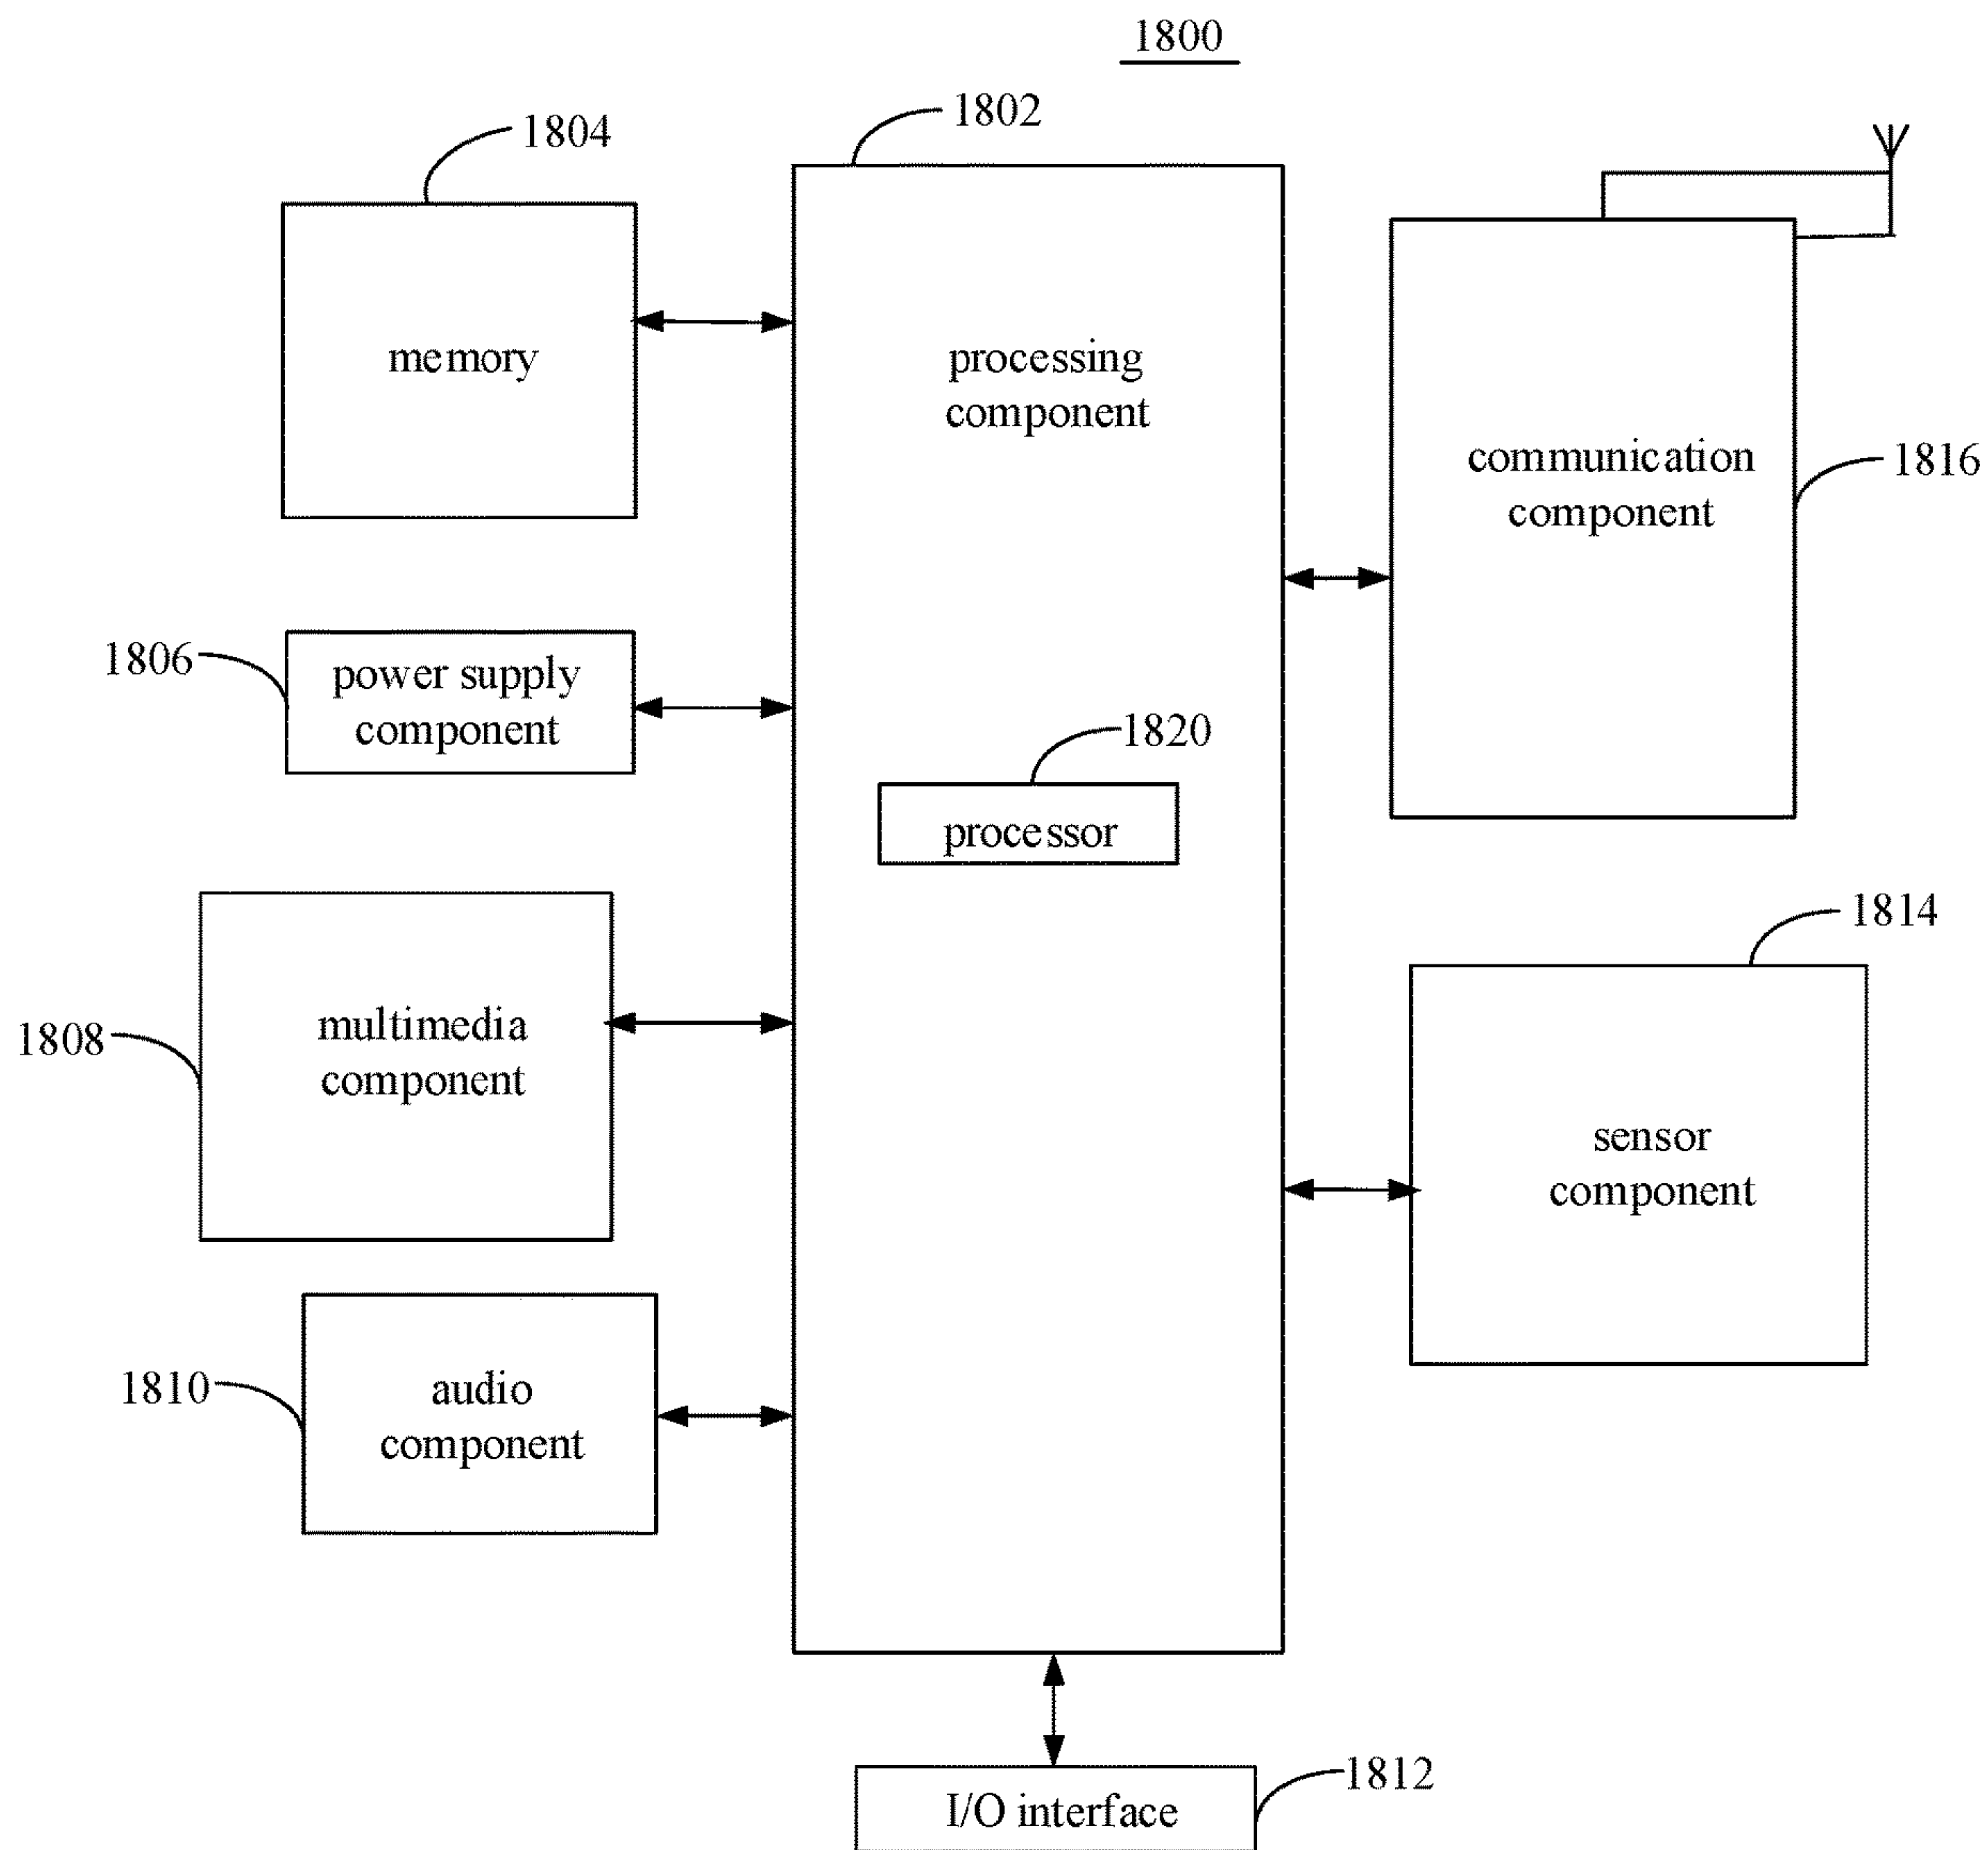 1800
1802
1804
memory
processing
component
communication
component
1816
1806
power supply
component
1820
processor
1814
1808
multimedia
component
sensor
component
1810
audio
component
1812
I/O interface